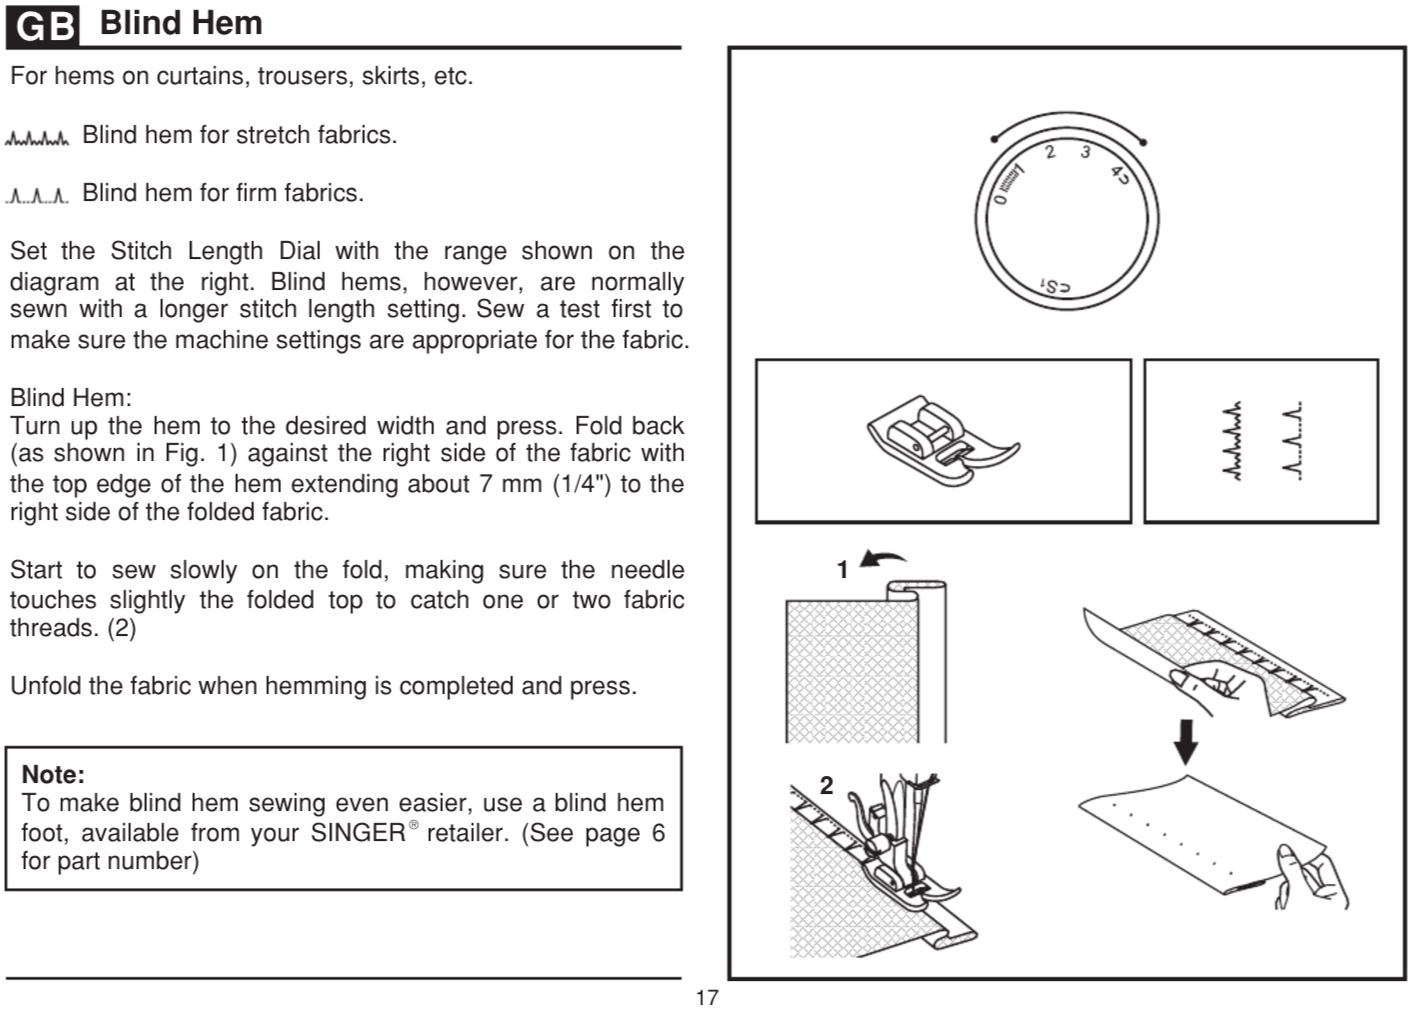 GB Blind Hem
For hems on curtains, trousers, skirts, etc.
Blind hem for stretch fabrics.
Blind hem for firm fabrics.
Set the Stitch Length Dial with the range shown on the
diagram at the right. Blind hems, however, are normally
sewn with a longer stitch length setting. Sew a test first to
make sure the machine settings are appropriate for the fabric.
Blind Hem:
Turn up the hem to the desired width and press. Fold back
(as shown in Fig. 1) against the right side of the fabric with
the top edge of the hem extending about 7 mm (1/4") to the
right side of the folded fabric.
Start to sew slowly on the fold, making sure the needle
touches slightly the folded top to catch one or two fabric
threads. (2)
Unfold the fabric when hemming is completed and press.
Note:
To make blind hem sewing even easier, use a blind hem
foot, available from your SINGER® retailer. (See page 6
for part number)
0 1 2 3 4
S1
1
2
17